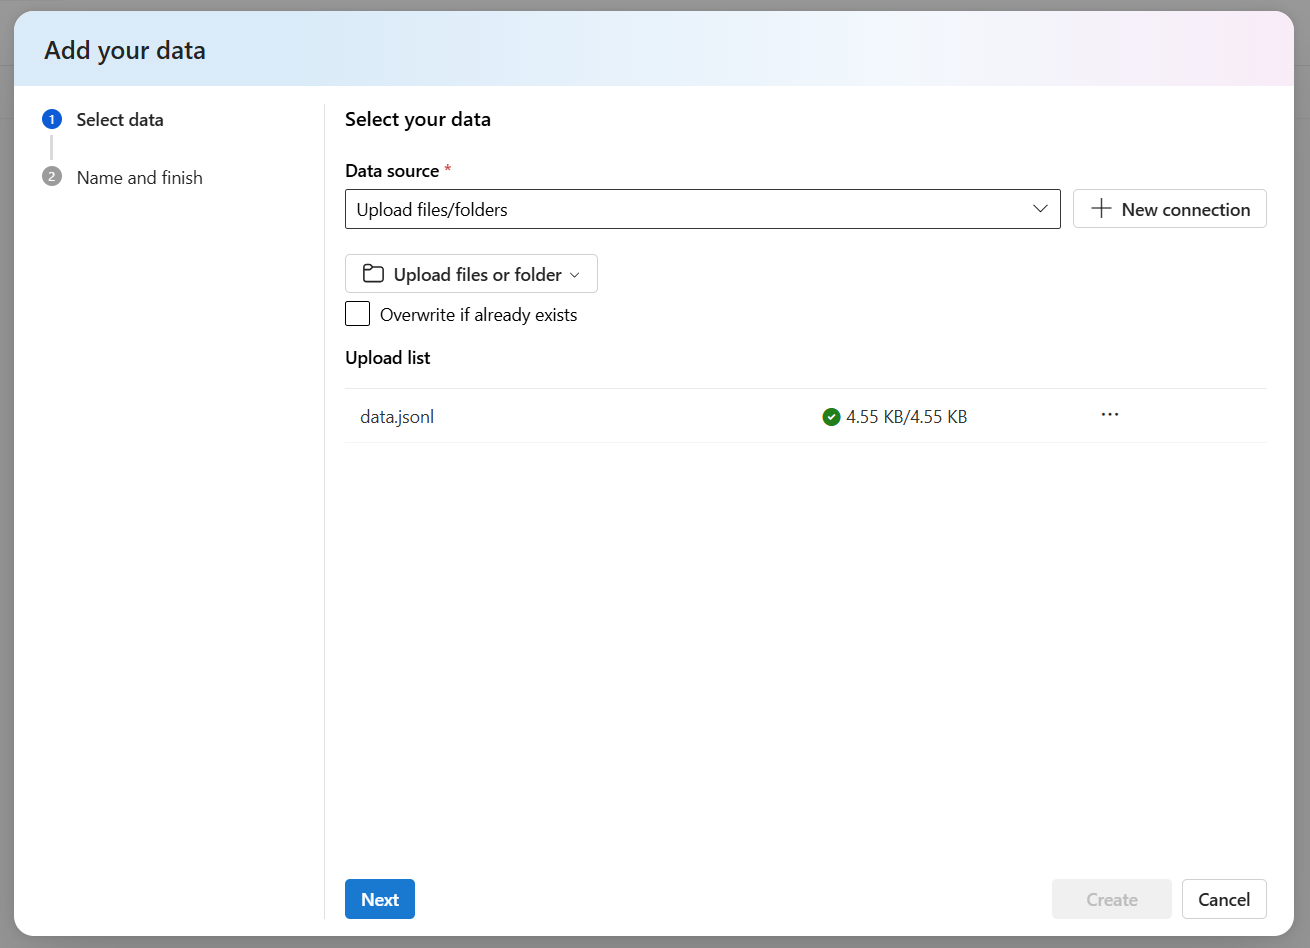 Add your data
1 Select data
2 Name and finish
Select your data
Data source *
Upload files/folders
New connection
Upload files or folder
Overwrite if already exists
Upload list
data.jsonl 4.55 KB/4.55 KB ...
Next Create Cancel